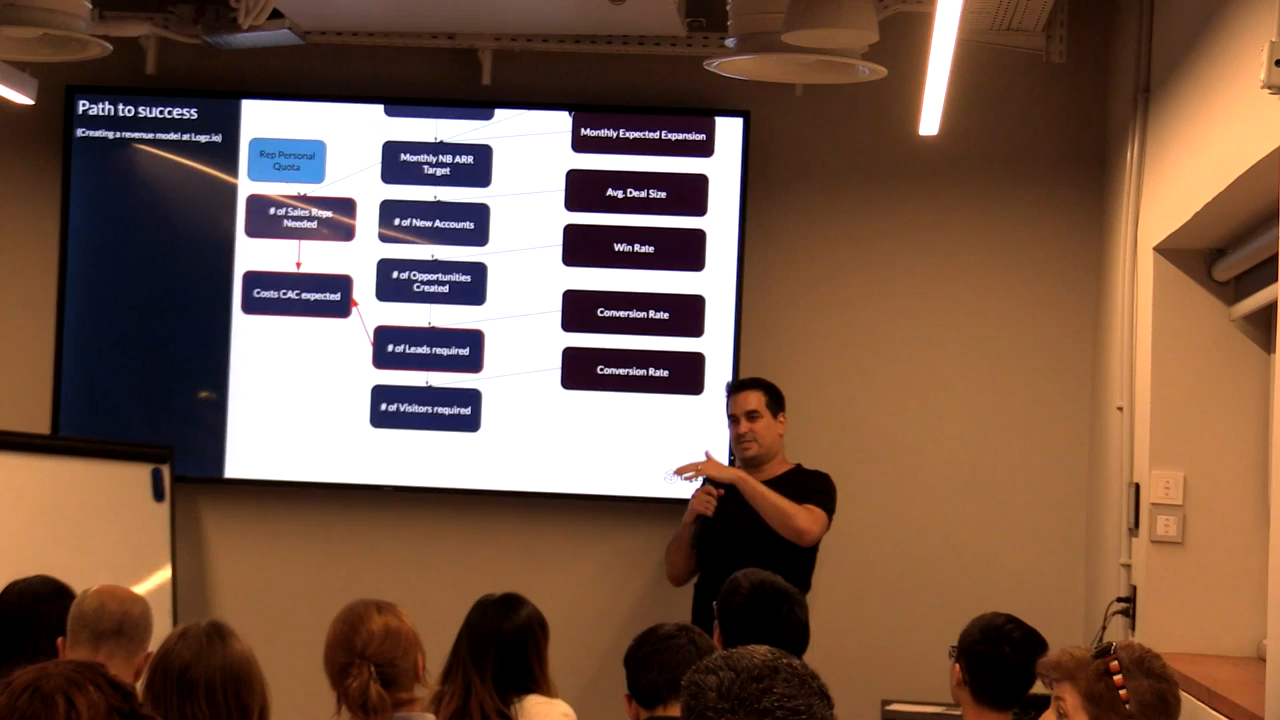 Path to success
(Creating a revenue model at Logz.io)
Rep Personal
Quota
# of Sales Reps
Needed
Costs CAC expected
Monthly NB ARR
Target
# of New Accounts
# of Opportunities
Created
# of Leads required
# of Visitors required
Monthly Expected Expansion
Avg. Deal Size
Win Rate
Conversion Rate
Conversion Rate